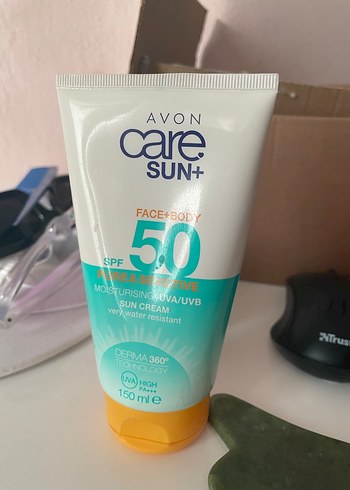 AVON
care.
SUN+
FACE+BODY
SPF 50
PURE & SENSITIVE
MOISTURISING UVA/UVB
SUN CREAM
very water resistant
DERMA 360°
TECHNOLOGY
UVA HIGH
PA+++
150 ml e
Trust